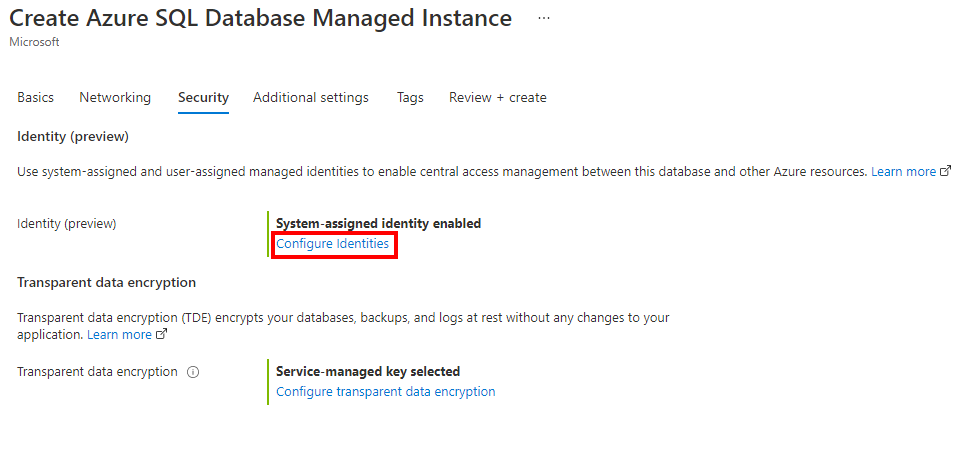 Create Azure SQL Database Managed Instance ...
Microsoft
Basics Networking Security Additional settings Tags Review + create
Identity (preview)
Use system-assigned and user-assigned managed identities to enable central access management between this database and other Azure resources. Learn more
Identity (preview) System-assigned identity enabled
Configure Identities
Transparent data encryption
Transparent data encryption (TDE) encrypts your databases, backups, and logs at rest without any changes to your
application. Learn more
Transparent data encryption Service-managed key selected
Configure transparent data encryption